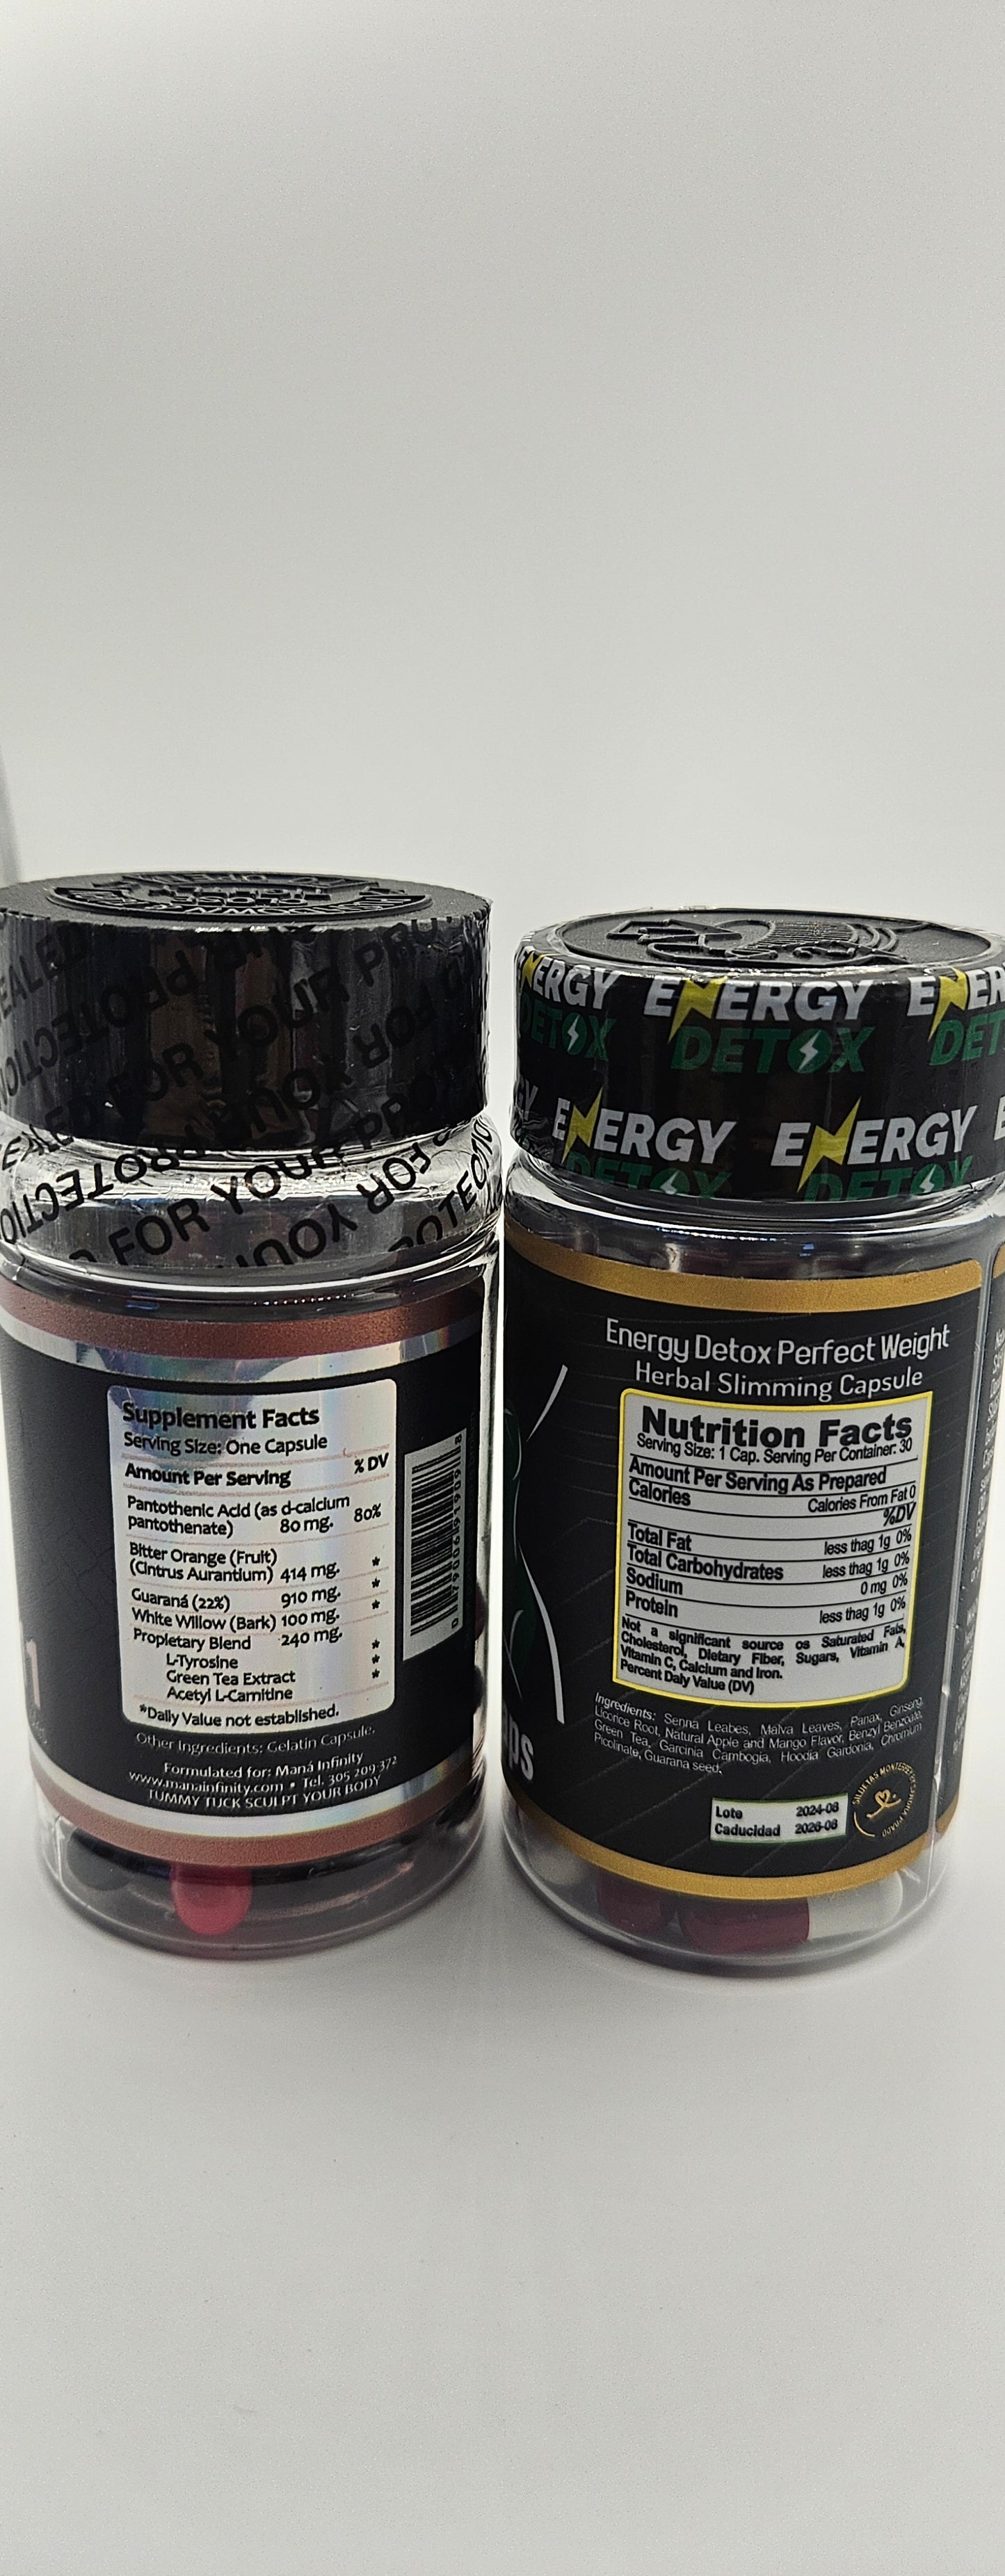 SEALED FOR YOUR PROTECTION
FOR YOUR
ENERGY
DETOX
ENERGY
DETOX
ENERGY
DETOX
ENERGY
DETOX
ENERGY
DETOX
Supplement Facts
Serving Size: One Capsule
Amount Per Serving % DV
Pantothenic Acid (as d-calcium
pantothenate) 80 mg. 80%
Bitter Orange (Fruit)
(Cintrus Aurantium) 414 mg. *
Guaraná (22%) 910 mg. *
White Willow (Bark) 100 mg. *
Propietary Blend 240 mg.
L-Tyrosine *
Green Tea Extract *
Acetyl L-Carnitine *
*Daily Value not established.
Other Ingredients: Gelatin Capsule.
Formulated for: Maná Infinity
www.manainfinity.com • Tel. 305 209 372
TUMMY TUCK SCULPT YOUR BODY
Energy Detox Perfect Weight
Herbal Slimming Capsule
Nutrition Facts
Serving Size: 1 Cap. Serving Per Container: 30
Amount Per Serving As Prepared
Calories Calories From Fat 0
%DV
Total Fat less thag 1g 0%
Total Carbohydrates less thag 1g 0%
Sodium 0 mg 0%
Protein less thag 1g 0%
Not a significant source os Saturated Fats,
Cholesterol, Dietary Fiber, Sugars, Vitamin A,
Vitamin C, Calcium and Iron.
Percent Daly Value (DV)
Ingredients: Senna Leabes, Malva Leaves, Panax, Ginseng,
Licorice Root, Natural Apple and Mango Flavor, Benzyl Benzoate,
Green Tea, Garcinia Cambogia, Hoodia Gardonia, Chromium
Picolinate, Guarana seed.
Lote 2024-08
Caducidad 2026-08